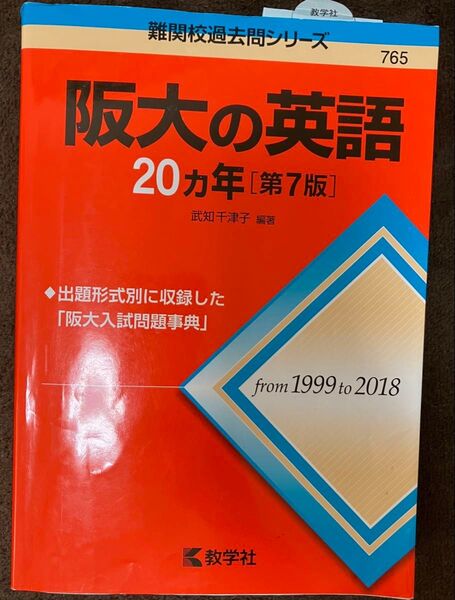 教学社
難関校過去問シリーズ
765
阪大の英語
20ヵ年[第7版]
武知千津子 編著
◆出題形式別に収録した
「阪大入試問題事典」
from 1999 to 2018
教学社